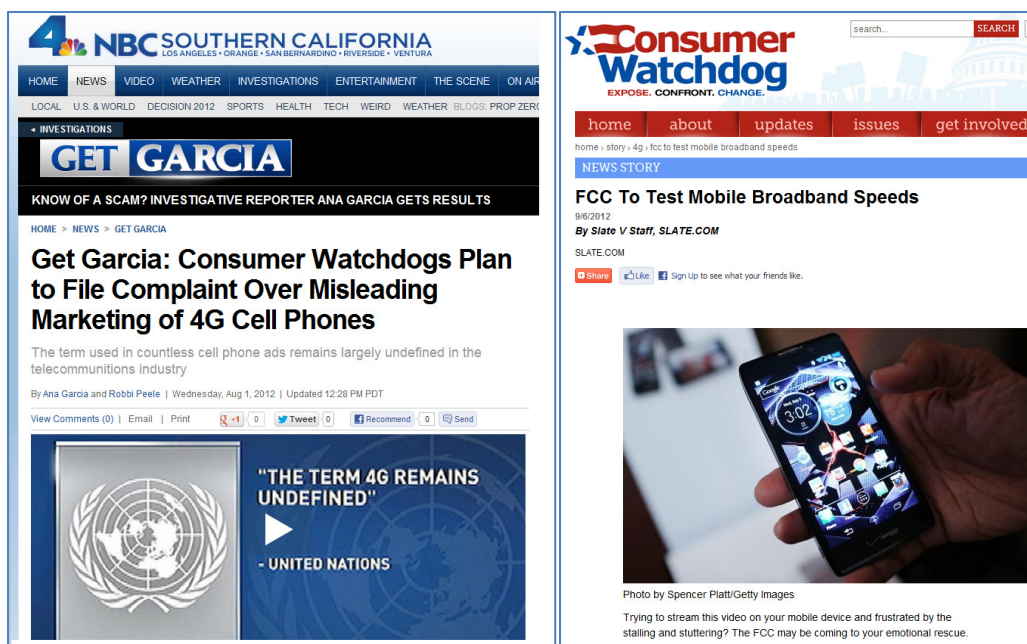 4 NBC SOUTHERN CALIFORNIA
LOS ANGELES • ORANGE • SAN BERNARDINO • RIVERSIDE • VENTURA
HOME NEWS VIDEO WEATHER INVESTIGATIONS ENTERTAINMENT THE SCENE ON AIR
LOCAL U.S. & WORLD DECISION 2012 SPORTS HEALTH TECH WEIRD WEATHER BLOGS: PROP ZERO
INVESTIGATIONS
GET GARCIA
KNOW OF A SCAM? INVESTIGATIVE REPORTER ANA GARCIA GETS RESULTS
HOME > NEWS > GET GARCIA
Get Garcia: Consumer Watchdogs Plan
to File Complaint Over Misleading
Marketing of 4G Cell Phones
The term used in countless cell phone ads remains largely undefined in the
telecommunitions industry
By Ana Garcia and Robbi Peele | Wednesday, Aug 1, 2012 | Updated 12:28 PM PDT
View Comments (0) | Email | Print +1 0 Tweet 0 Recommend 0 Send
"THE TERM 4G REMAINS
UNDEFINED"
- UNITED NATIONS
search... SEARCH
Consumer
Watchdog
EXPOSE. CONFRONT. CHANGE.
home about updates issues get involved
home › story › 4g › fcc to test mobile broadband speeds
NEWS STORY
FCC To Test Mobile Broadband Speeds
9/6/2012
By Slate V Staff, SLATE.COM
SLATE.COM
Share Like Sign Up to see what your friends like.
3:02
Photo by Spencer Platt/Getty Images
Trying to stream this video on your mobile device and frustrated by the
stalling and stuttering? The FCC may be coming to your emotional rescue.